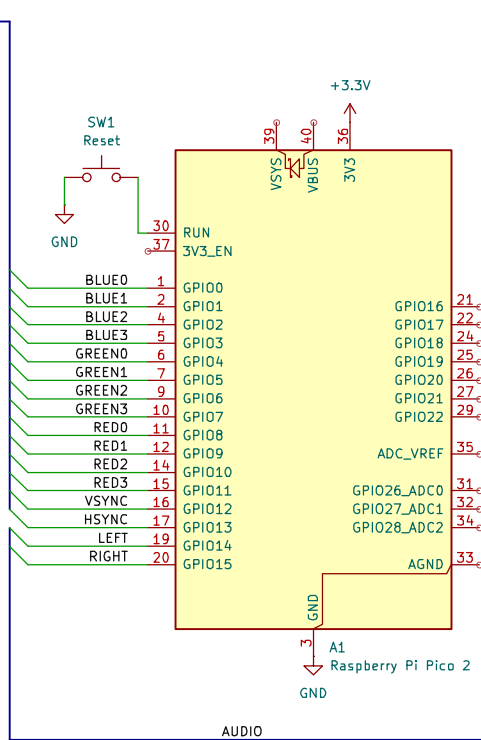 +3.3V
SW1
Reset
39
40
36
VSYS
VBUS
3V3
GND
30 RUN
37 3V3_EN
BLUE0 1 GPIO0
BLUE1 2 GPIO1 GPIO16 21
BLUE2 4 GPIO2 GPIO17 22
BLUE3 5 GPIO3 GPIO18 24
GREEN0 6 GPIO4 GPIO19 25
GREEN1 7 GPIO5 GPIO20 26
GREEN2 9 GPIO6 GPIO21 27
GREEN3 10 GPIO7 GPIO22 29
RED0 11 GPIO8
RED1 12 GPIO9 ADC_VREF 35
RED2 14 GPIO10
RED3 15 GPIO11 GPIO26_ADC0 31
VSYNC 16 GPIO12 GPIO27_ADC1 32
HSYNC 17 GPIO13 GPIO28_ADC2 34
LEFT 19 GPIO14
RIGHT 20 GPIO15 AGND 33
GND
3
A1
Raspberry Pi Pico 2
GND
AUDIO